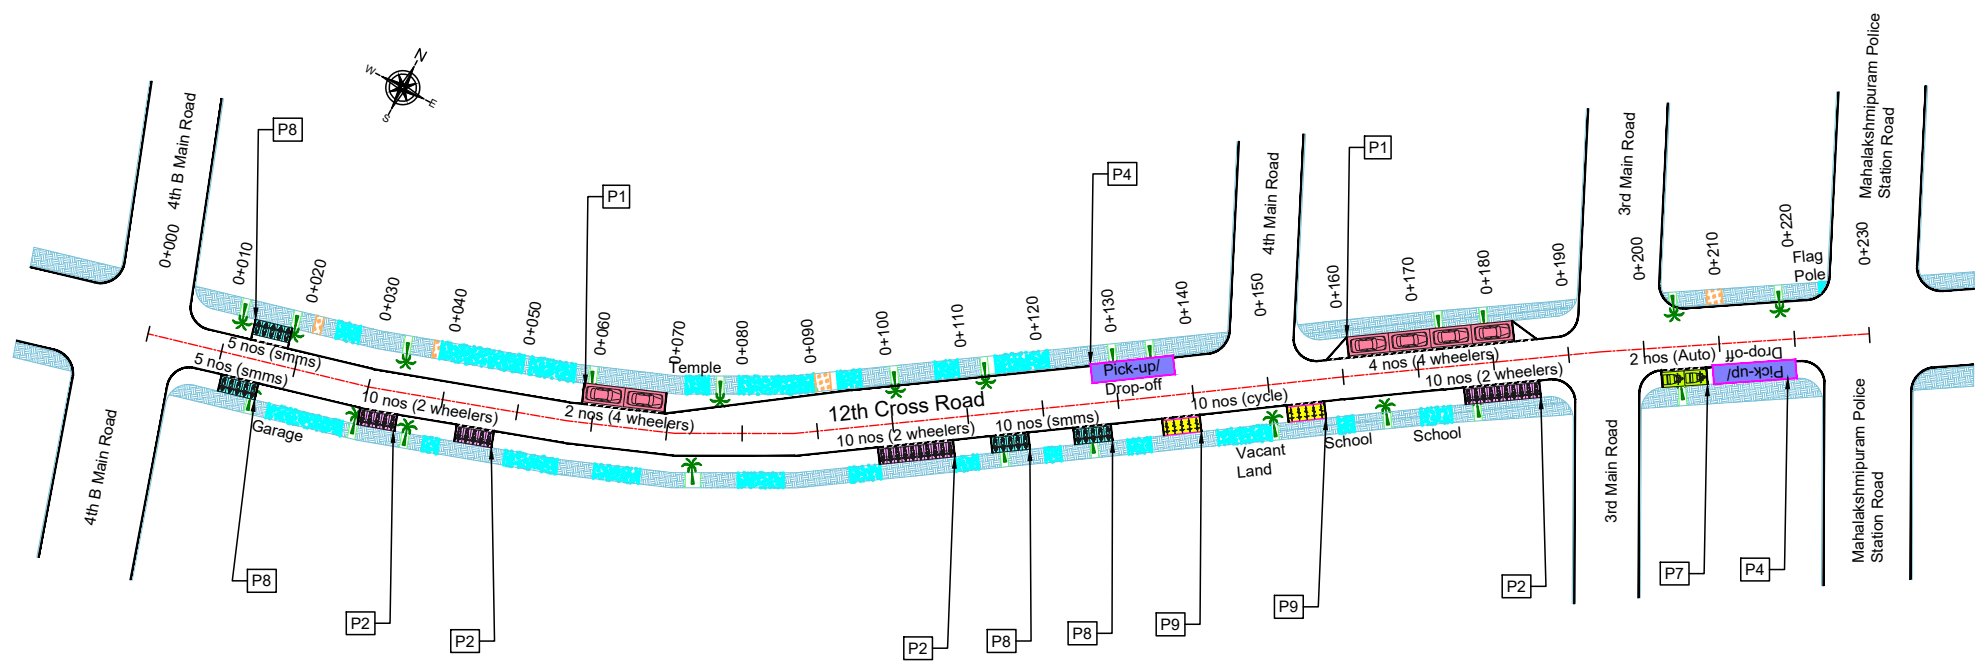 N
W
E
S
P8
P1
P4
P1
4th B Main Road
4th Main Road
3rd Main Road
Mahalakshmipuram Police
Station Road
0+000
0+010
0+020
0+030
0+040
0+050
0+060
0+070
0+080
0+090
0+100
0+110
0+120
0+130
0+140
0+150
0+160
0+170
0+180
0+190
0+200
0+210
0+220
0+230
Flag
Pole
Temple
5 nos (smms)
5 nos (smms)
Garage
10 nos (2 wheelers)
2 nos (4 wheelers)
12th Cross Road
10 nos (2 wheelers)
10 nos (smms)
Pick-up/
Drop-off
10 nos (cycle)
4 nos (4 wheelers)
10 nos (2 wheelers)
2 nos (Auto)
Pick-up/
Drop-off
Vacant
Land
School
School
4th B Main Road
3rd Main Road
Mahalakshmipuram Police
Station Road
P8
P2
P2
P2
P8
P8
P9
P9
P2
P7
P4